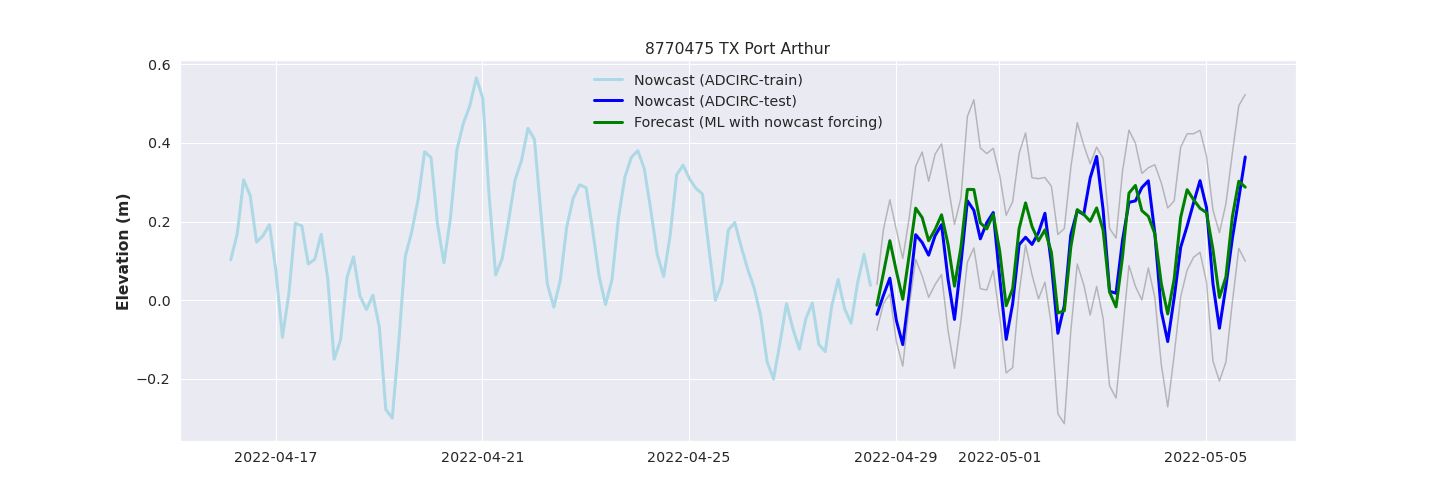 8770475 TX Port Arthur
Nowcast (ADCIRC-train)
Nowcast (ADCIRC-test)
Forecast (ML with nowcast forcing)
Elevation (m)
0.6
0.4
0.2
0.0
−0.2
2022-04-17
2022-04-21
2022-04-25
2022-04-29
2022-05-01
2022-05-05